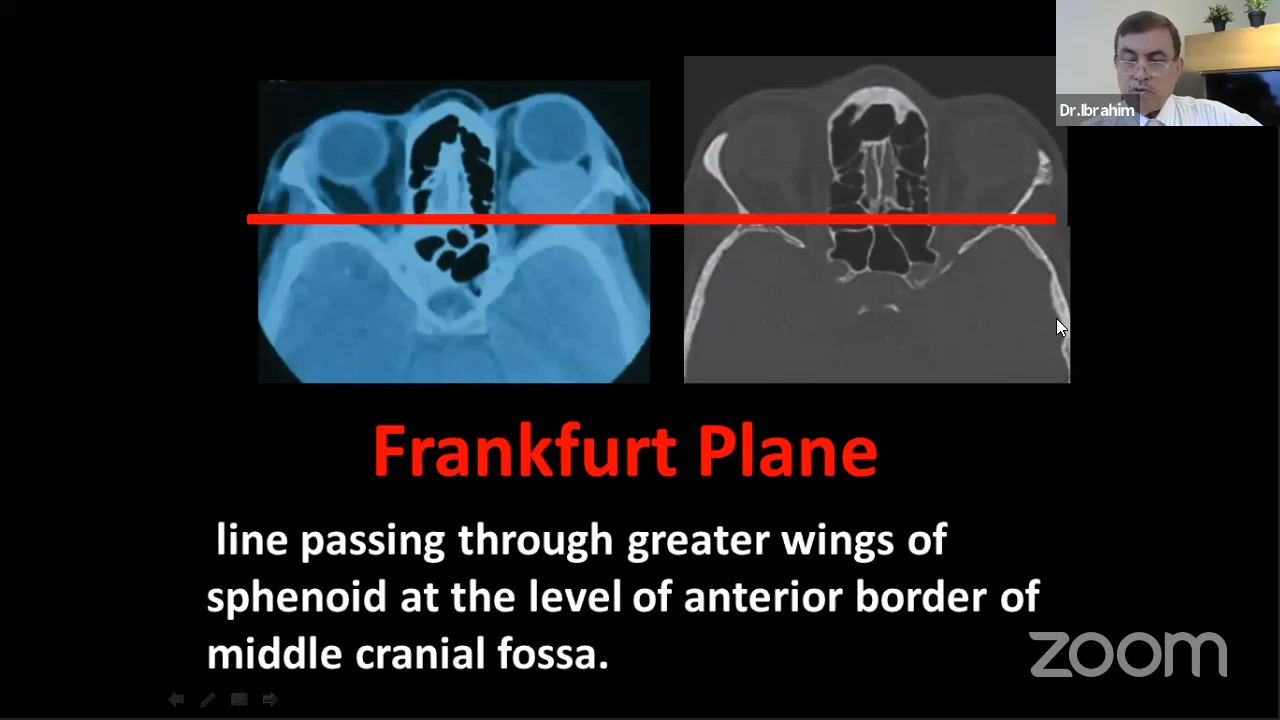 Dr.Ibrahim
Frankfurt Plane
line passing through greater wings of
sphenoid at the level of anterior border of
middle cranial fossa.
zoom